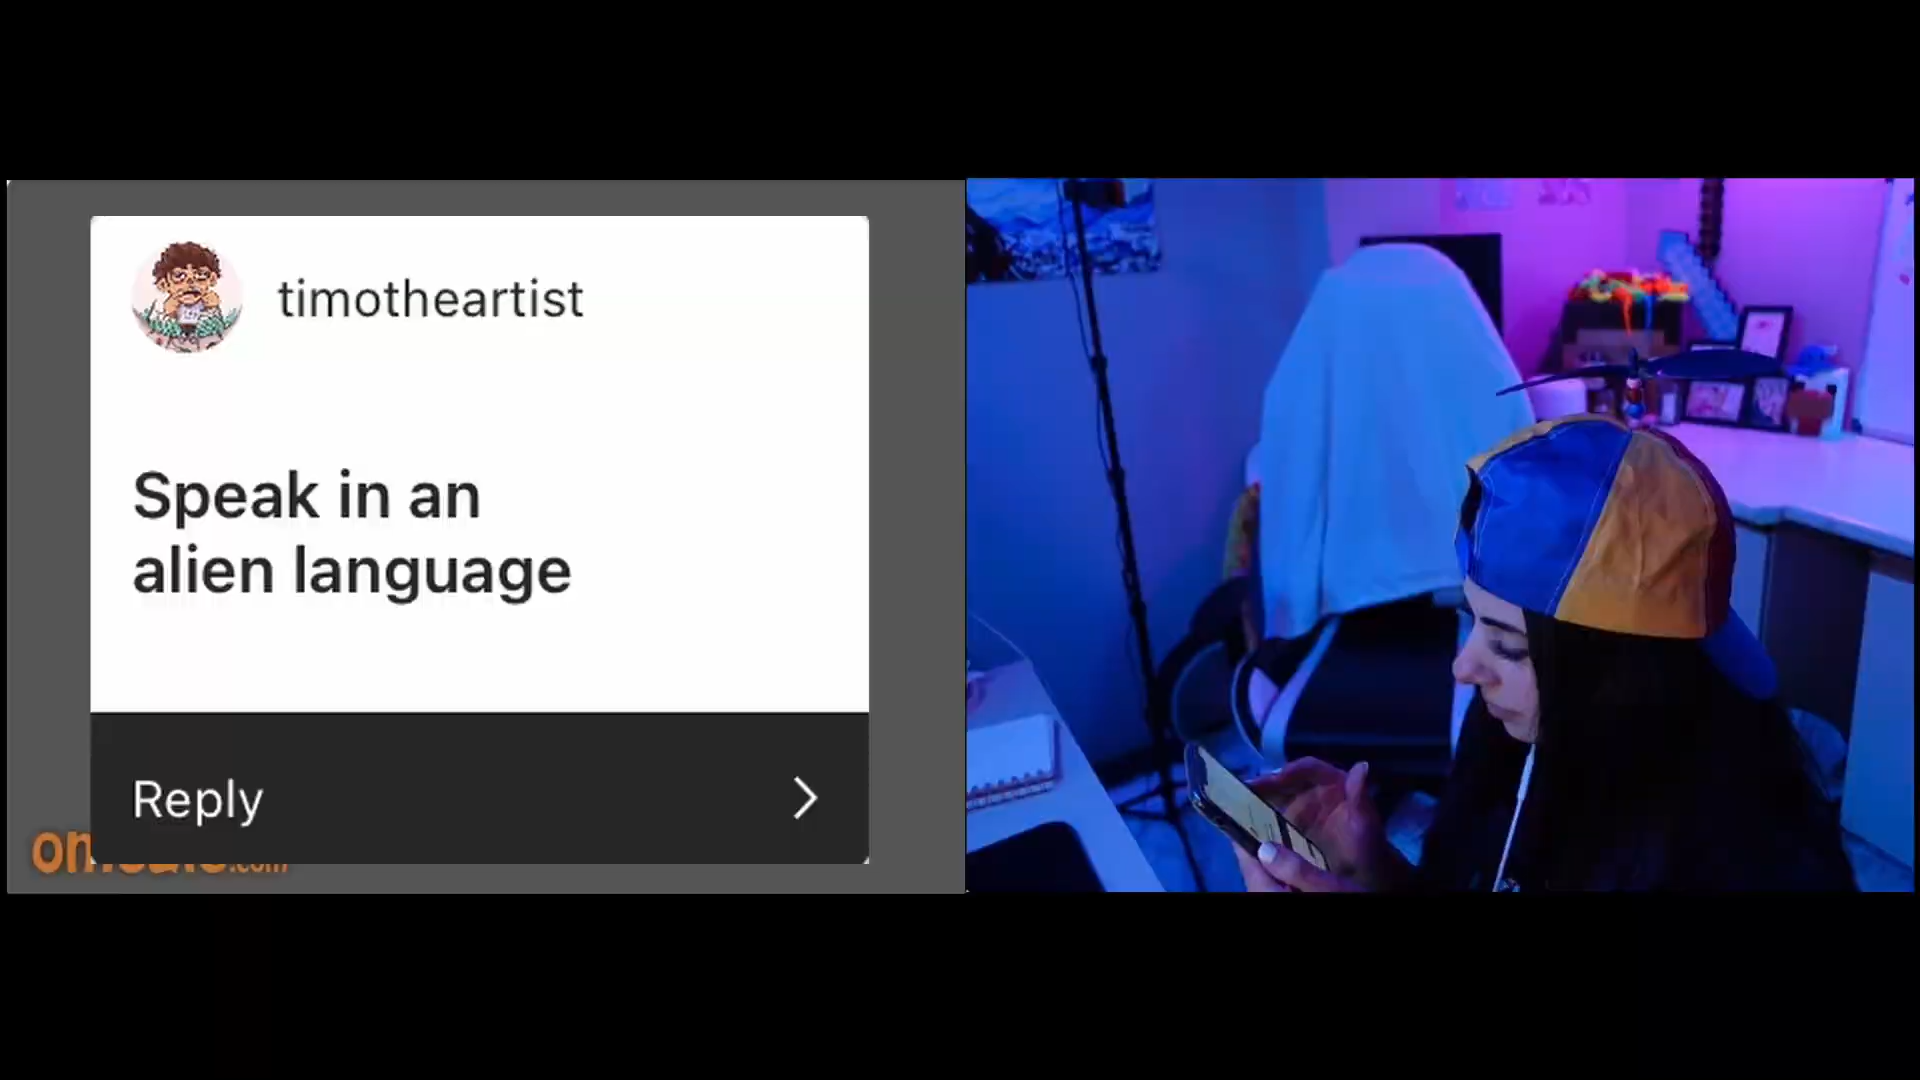 timotheartist
Speak in an
alien language
Reply